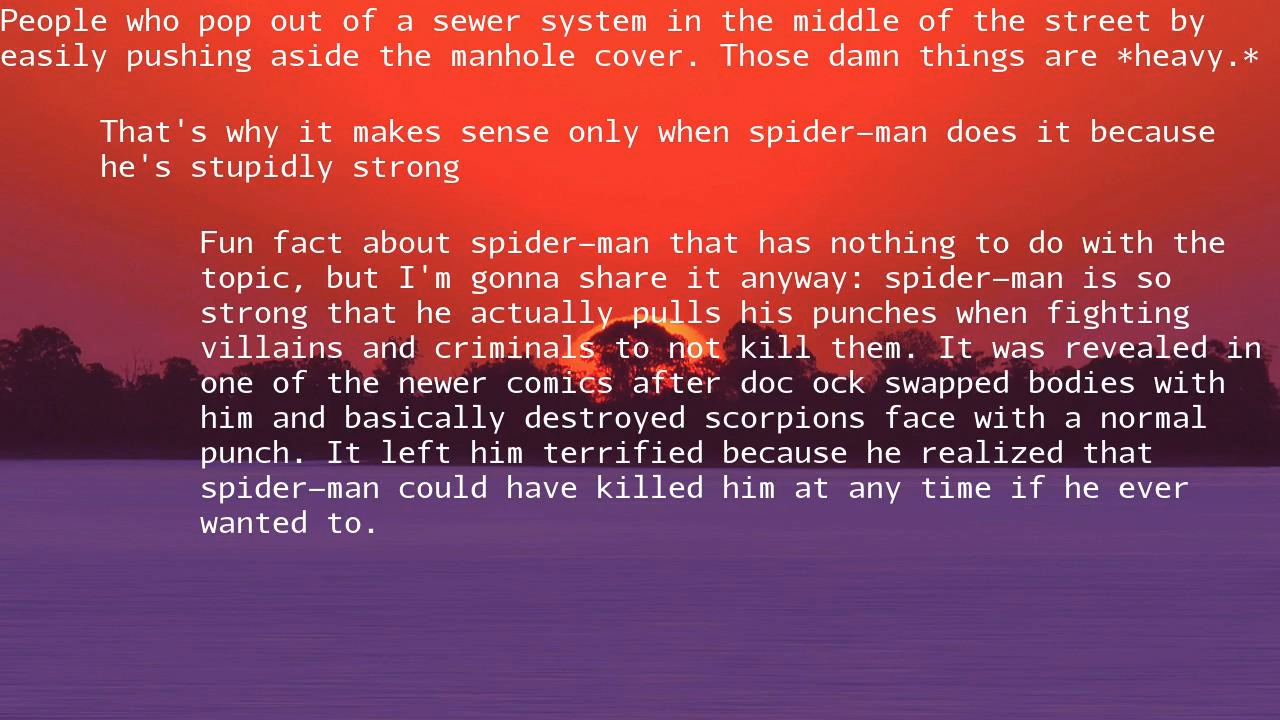 People who pop out of a sewer system in the middle of the street by
easily pushing aside the manhole cover. Those damn things are *heavy.*
That's why it makes sense only when spider–man does it because
he's stupidly strong
Fun fact about spider–man that has nothing to do with the
topic, but I'm gonna share it anyway: spider–man is so
strong that he actually pulls his punches when fighting
villains and criminals to not kill them. It was revealed in
one of the newer comics after doc ock swapped bodies with
him and basically destroyed scorpions face with a normal
punch. It left him terrified because he realized that
spider–man could have killed him at any time if he ever
wanted to.